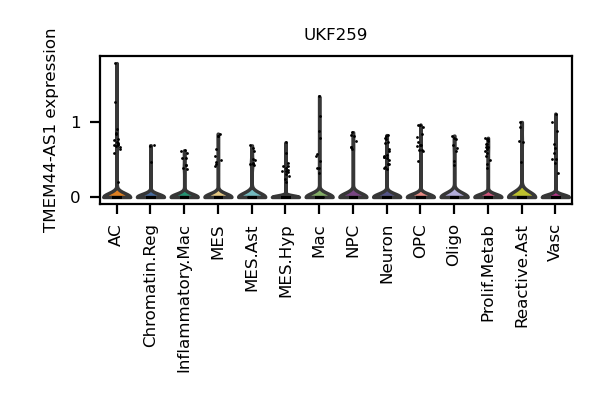 UKF259
TMEM44-AS1 expression
1
0
AC
Chromatin.Reg
Inflammatory.Mac
MES
MES.Ast
MES.Hyp
Mac
NPC
Neuron
OPC
Oligo
Prolif.Metab
Reactive.Ast
Vasc